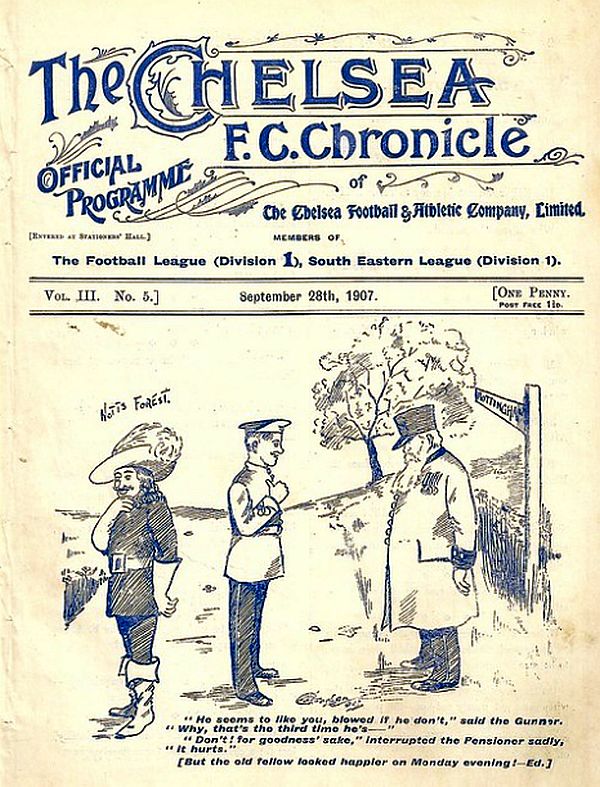 The CHELSEA
F.C. Chronicle
OFFICIAL
PROGRAMME
of
The Chelsea Football & Athletic Company, Limited.
[ENTERED AT STATIONERS' HALL.]
MEMBERS OF
The Football League (Division 1), South Eastern League (Division 1).
VOL. III. No. 5.]
September 28th, 1907.
[ONE PENNY.
POST FREE 1½D.
NOTTS FOREST.
NOTTINGHAM
"He seems to like you, blowed if he don't," said the Gunner.
"Why, that's the third time he's——"
"Don't! for goodness' sake," interrupted the Pensioner sadly,
"it hurts."
[But the old fellow looked happier on Monday evening!—Ed.]